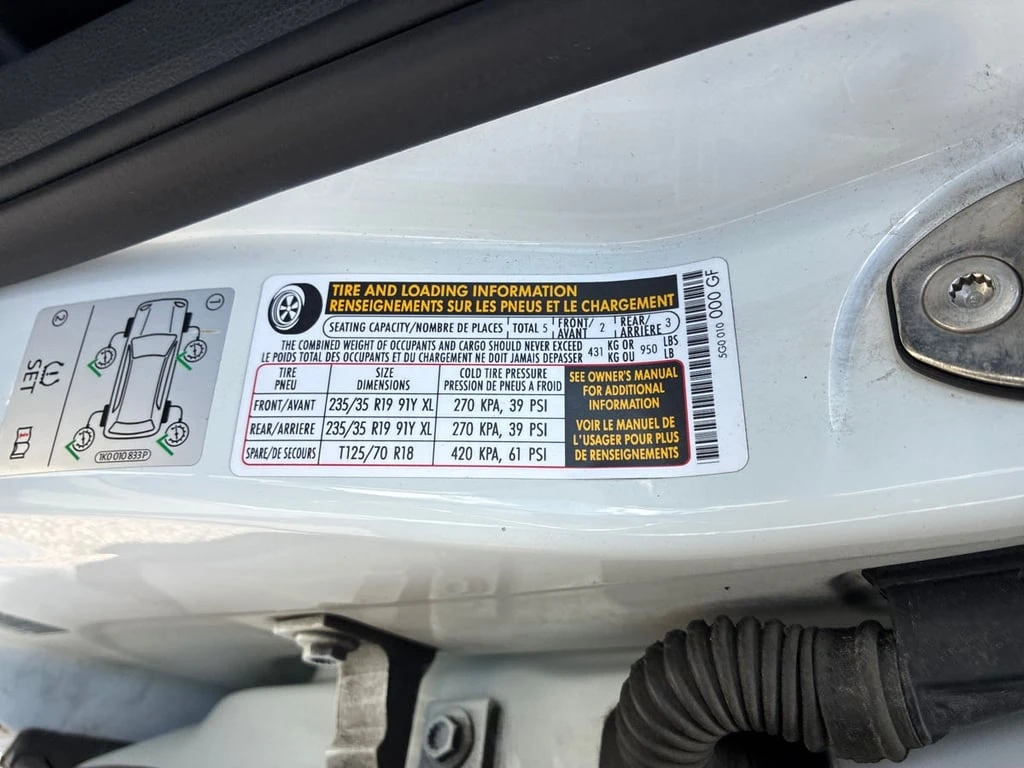 TIRE AND LOADING INFORMATION
RENSEIGNEMENTS SUR LES PNEUS ET LE CHARGEMENT
SEATING CAPACITY/NOMBRE DE PLACES TOTAL 5 FRONT/AVANT 2 REAR/ARRIÈRE 3
THE COMBINED WEIGHT OF OCCUPANTS AND CARGO SHOULD NEVER EXCEED 431 KG OR 950 LBS
LE POIDS TOTAL DES OCCUPANTS ET DU CHARGEMENT NE DOIT JAMAIS DEPASSER KG OU LB
TIRE PNEU
SIZE DIMENSIONS
COLD TIRE PRESSURE PRESSION DE PNEUS A FROID
FRONT/AVANT 235/35 R19 91Y XL 270 KPA, 39 PSI
REAR/ARRIERE 235/35 R19 91Y XL 270 KPA, 39 PSI
SPARE/DE SECOURS T125/70 R18 420 KPA, 61 PSI
SEE OWNER'S MANUAL
FOR ADDITIONAL
INFORMATION
VOIR LE MANUEL DE
L'USAGER POUR PLUS
DE RENSEIGNEMENTS
5G0 010 000 GF
1
2
SET
1K0 010 833 P